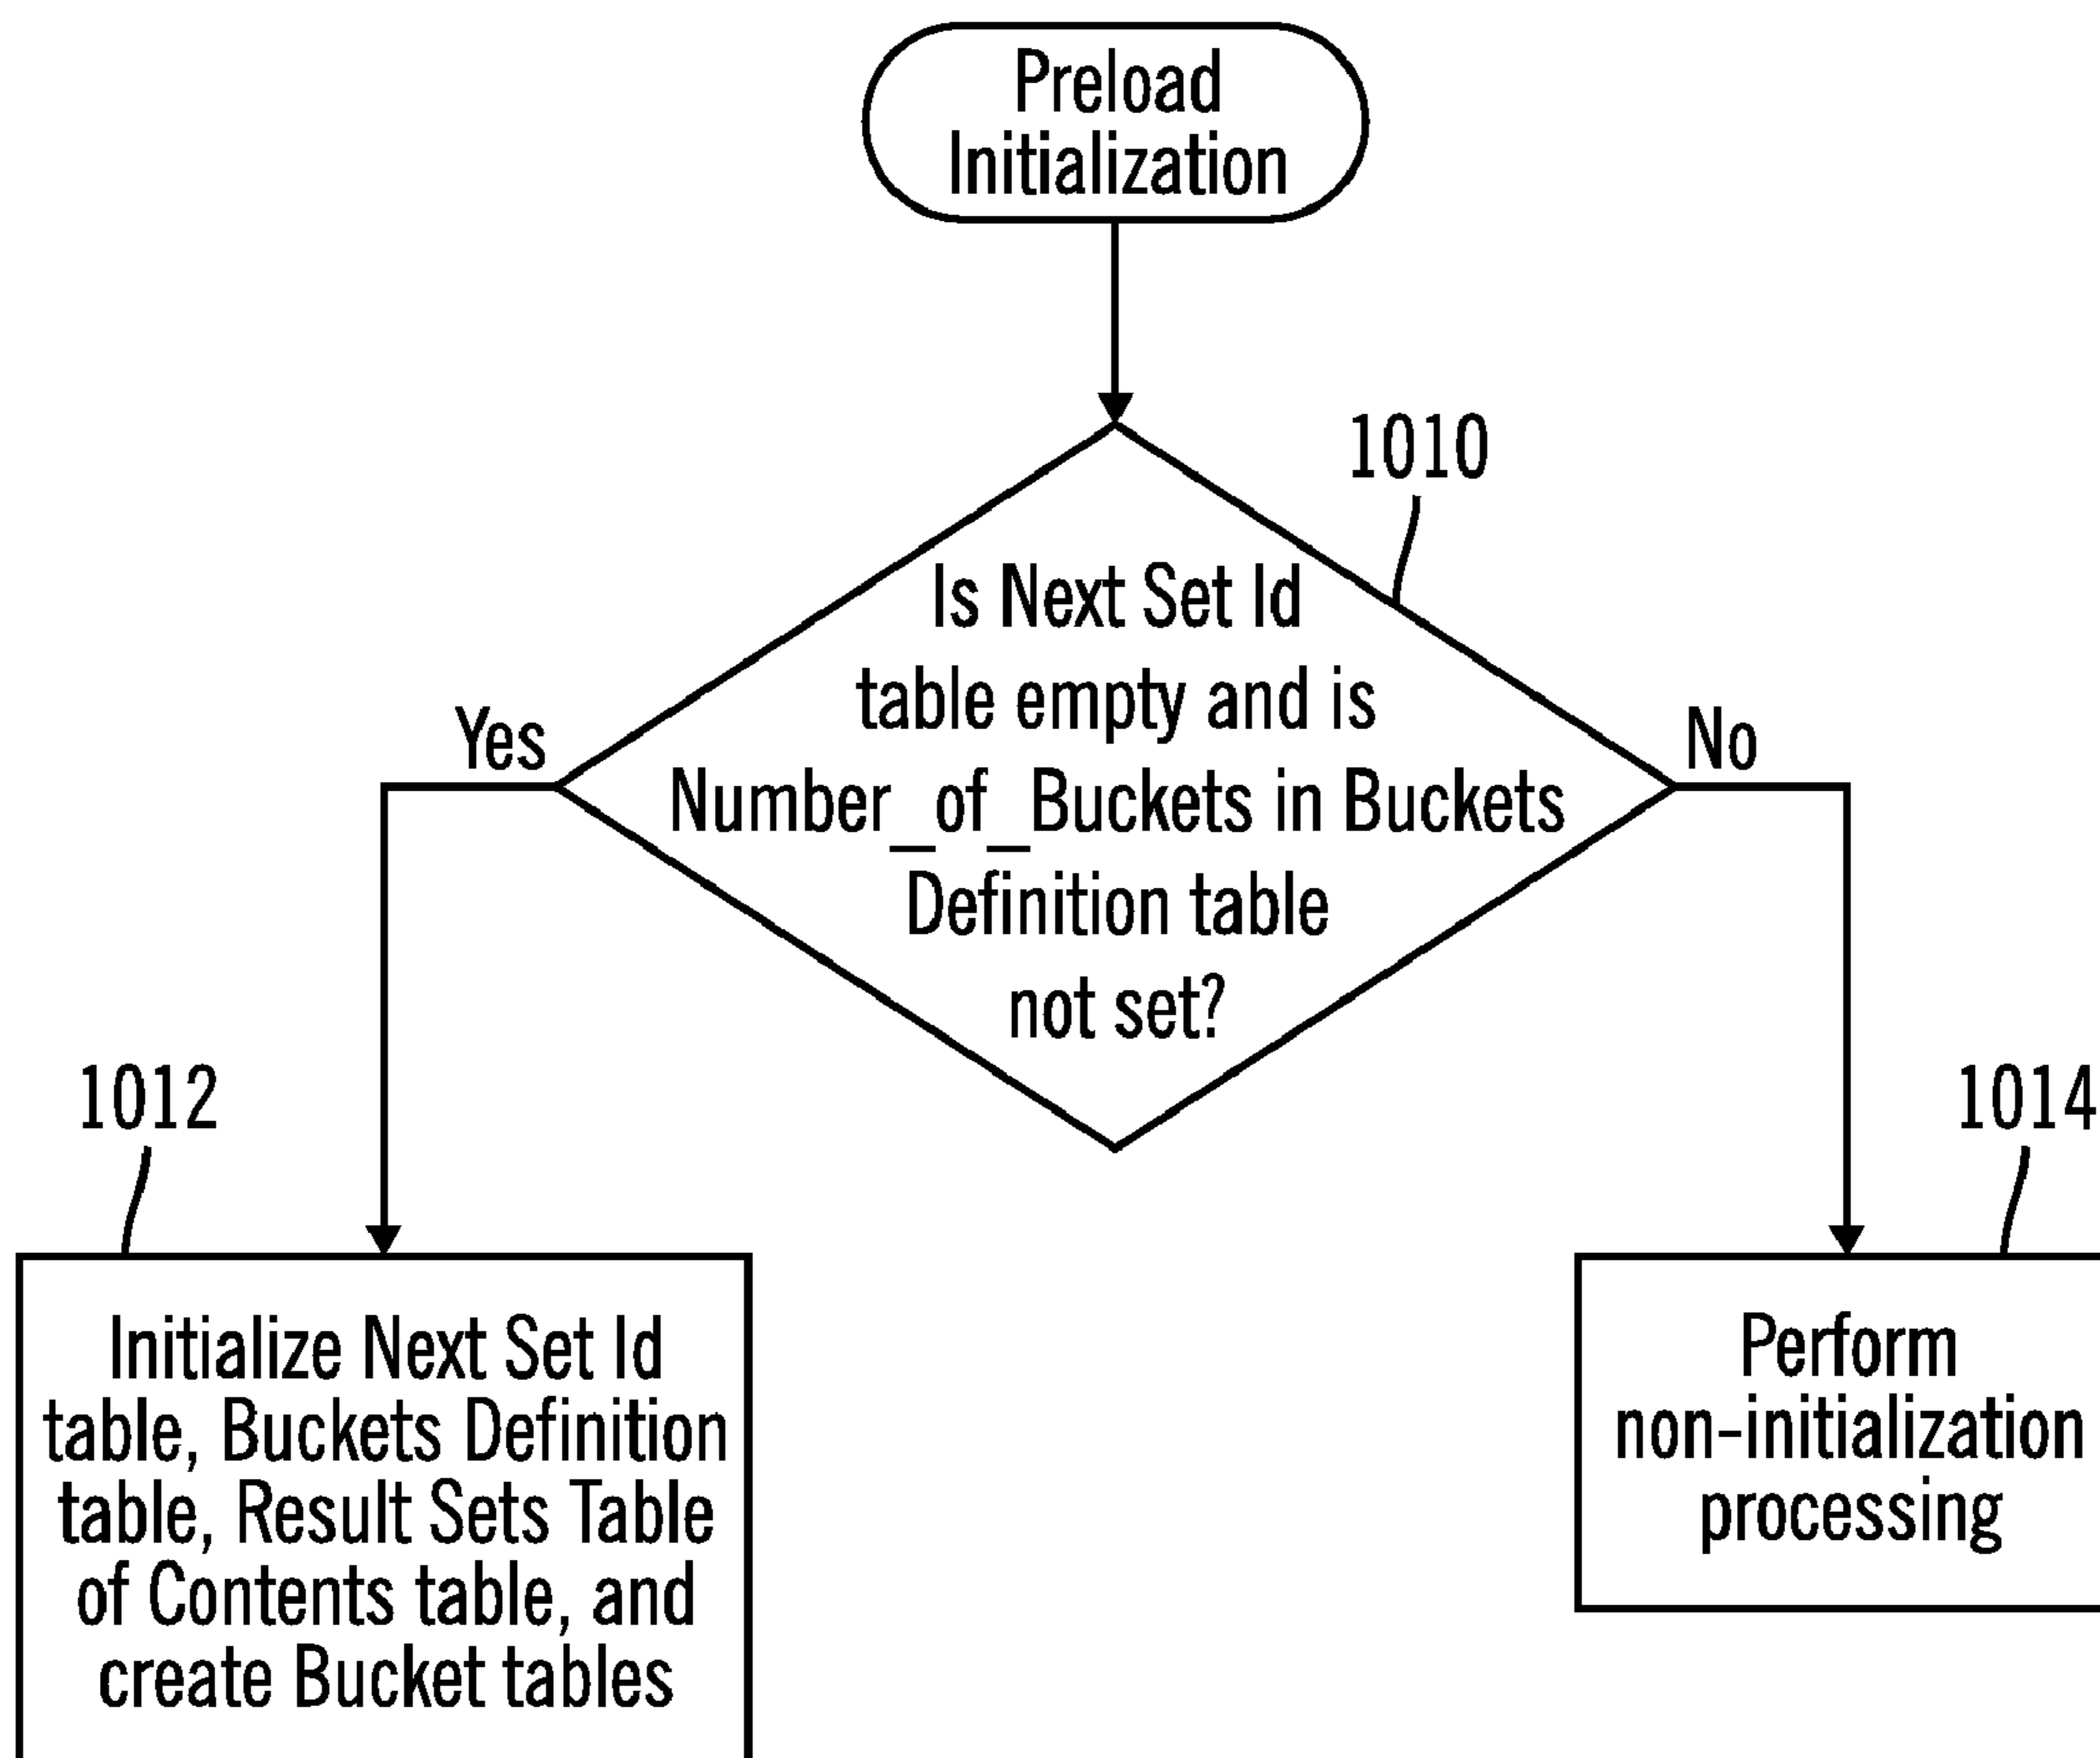 Preload
Initialization
1010
Is Next Set Id
table empty and is
Number_of_Buckets in Buckets
Definition table
not set?
Yes
No
1012
Initialize Next Set Id
table, Buckets Definition
table, Result Sets Table
of Contents table, and
create Bucket tables
1014
Perform
non-initialization
processing